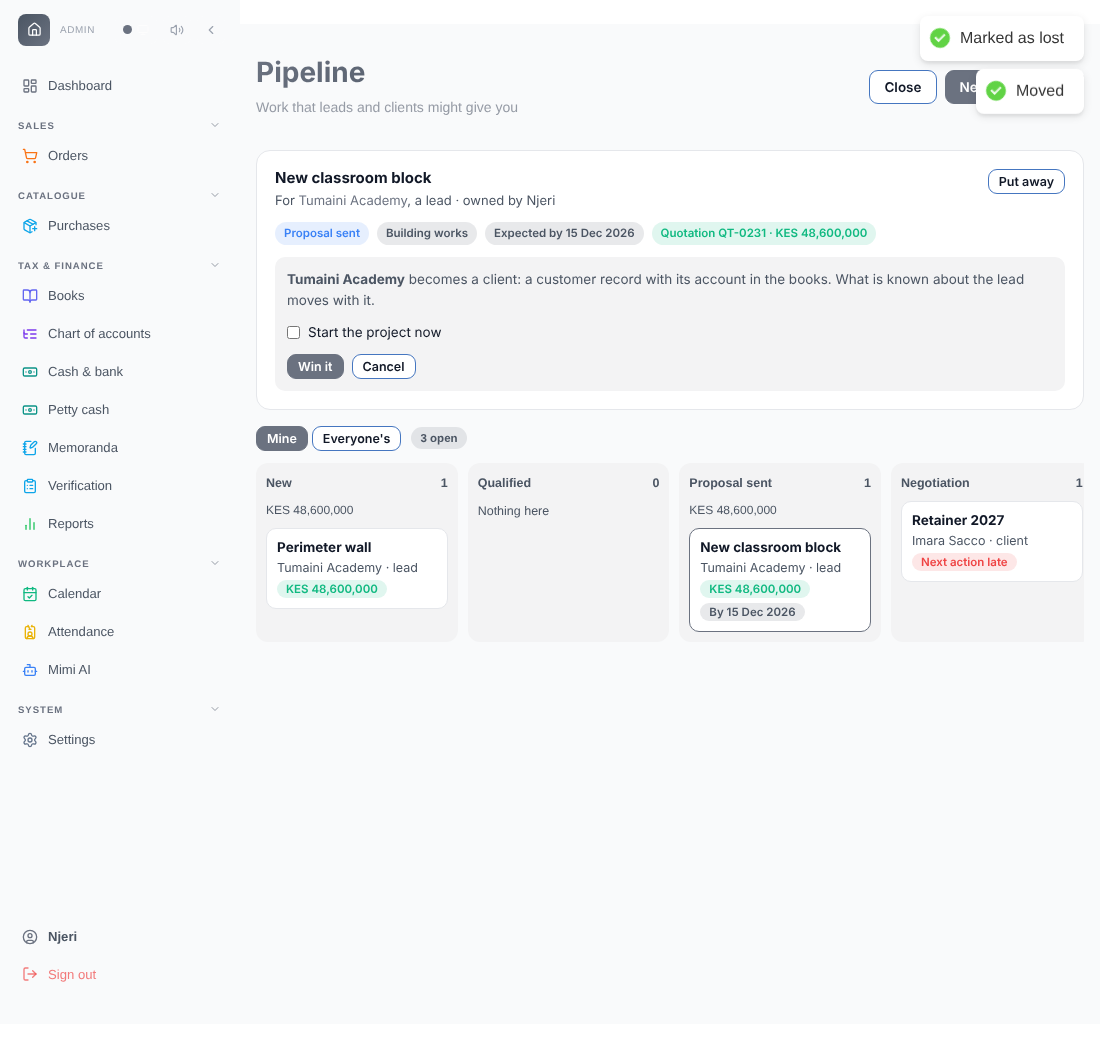 ADMIN
Dashboard
SALES
Orders
CATALOGUE
Purchases
TAX & FINANCE
Books
Chart of accounts
Cash & bank
Petty cash
Memoranda
Verification
Reports
WORKPLACE
Calendar
Attendance
Mimi AI
SYSTEM
Settings
Njeri
Sign out
Marked as lost
Moved
Pipeline
Work that leads and clients might give you
Close
New classroom block
For Tumaini Academy, a lead · owned by Njeri
Put away
Proposal sent
Building works
Expected by 15 Dec 2026
Quotation QT-0231 · KES 48,600,000
Tumaini Academy becomes a client: a customer record with its account in the books. What is known about the lead
moves with it.
Start the project now
Win it
Cancel
Mine
Everyone's
3 open
New 1
KES 48,600,000
Perimeter wall
Tumaini Academy · lead
KES 48,600,000
Qualified 0
Nothing here
Proposal sent 1
KES 48,600,000
New classroom block
Tumaini Academy · lead
KES 48,600,000
By 15 Dec 2026
Negotiation 1
Retainer 2027
Imara Sacco · client
Next action late